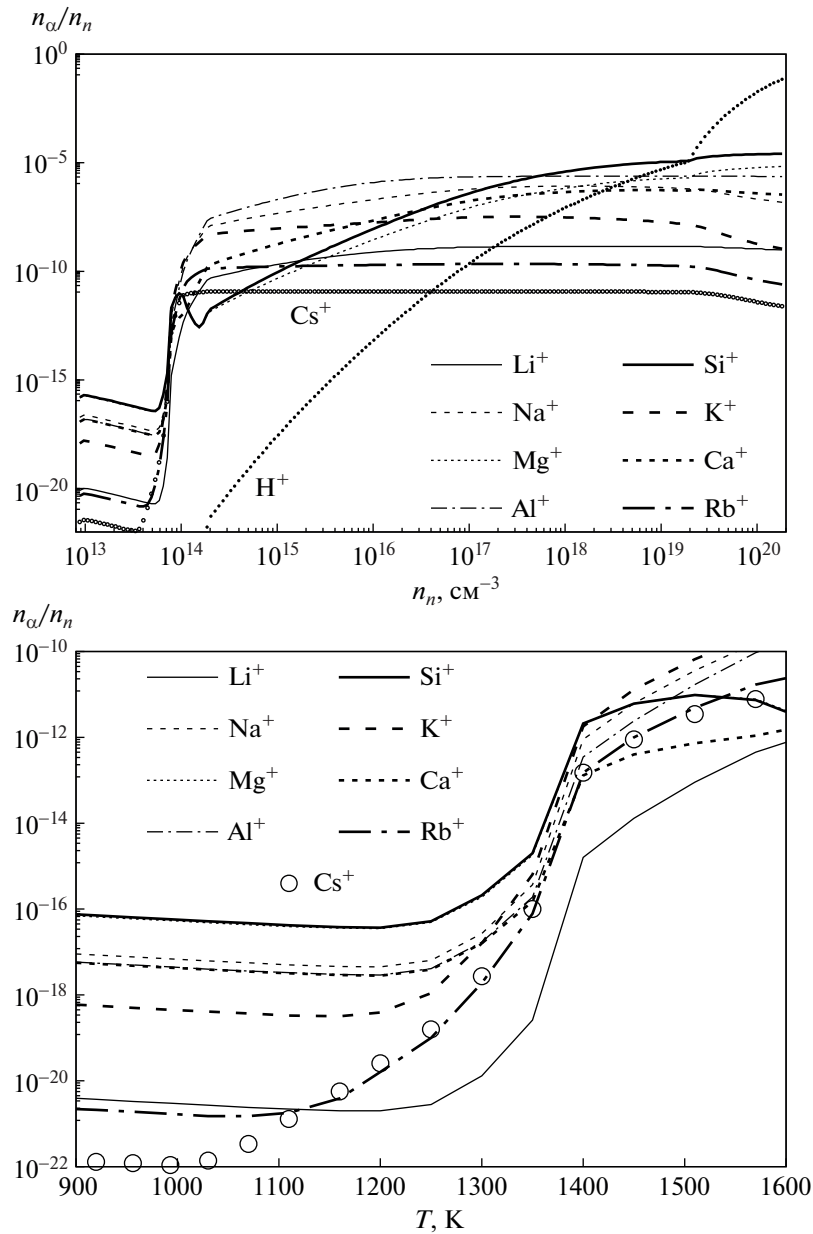 n_α/n_n
10^0
10^–5
10^–10
10^–15
10^–20
Cs^+
H^+
Li^+ Si^+
Na^+ K^+
Mg^+ Ca^+
Al^+ Rb^+
10^13 10^14 10^15 10^16 10^17 10^18 10^19 10^20
n_n, см^–3
n_α/n_n
10^–10
10^–12
10^–14
10^–16
10^–18
10^–20
10^–22
Li^+ Si^+
Na^+ K^+
Mg^+ Ca^+
Al^+ Rb^+
Cs^+
900 1000 1100 1200 1300 1400 1500 1600
T, K